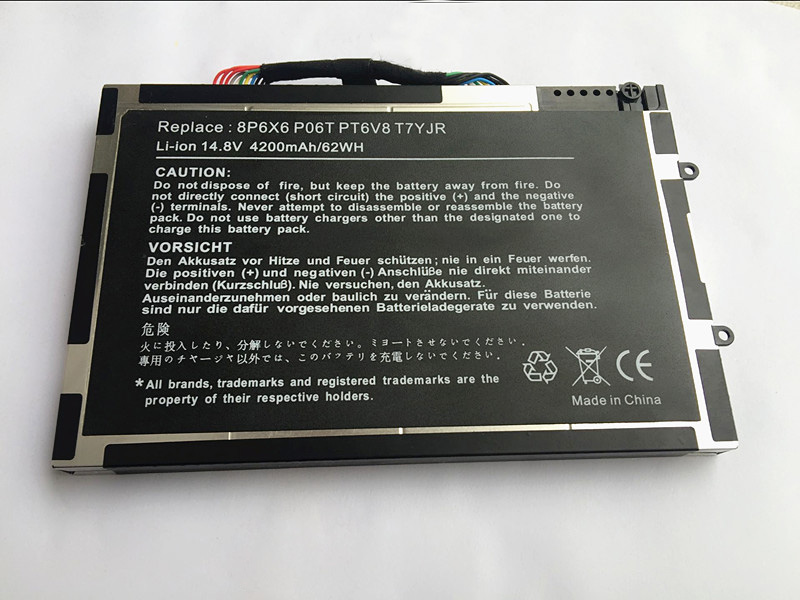 Replace : 8P6X6 P06T PT6V8 T7YJR
Li-ion 14.8V 4200mAh/62WH
CAUTION:
Do not dispose of fire, but keep the battery away from fire. Do
not directly connect (short circuit) the positive (+) and the negative
(-) terminals. Never attempt to disassemble or reassemble the battery
pack. Do not use battery chargers other than the designated one to
charge this battery pack.
VORSICHT
Den Akkusatz vor Hitze und Feuer schützen; nie in ein Feuer werfen.
Die positiven (+) und negativen (-) Anschlüße nie direkt miteinander
verbinden (Kurzschluß). Nie versuchen, den Akkusatz.
Auseinanderzunehmen oder baulich zu verändern. Für diese Batterie
sind nur die dafür vorgesehenen Batterieladegerate zu verwenden.
危険
火に投入したり, 分解しないでください。ミヨートさせないでください.
専用のチヤージヤ以外では, このバテリを充電しないでください。
*All brands, trademarks and registered trademarks are the
property of their respective holders.
CE
Made in China